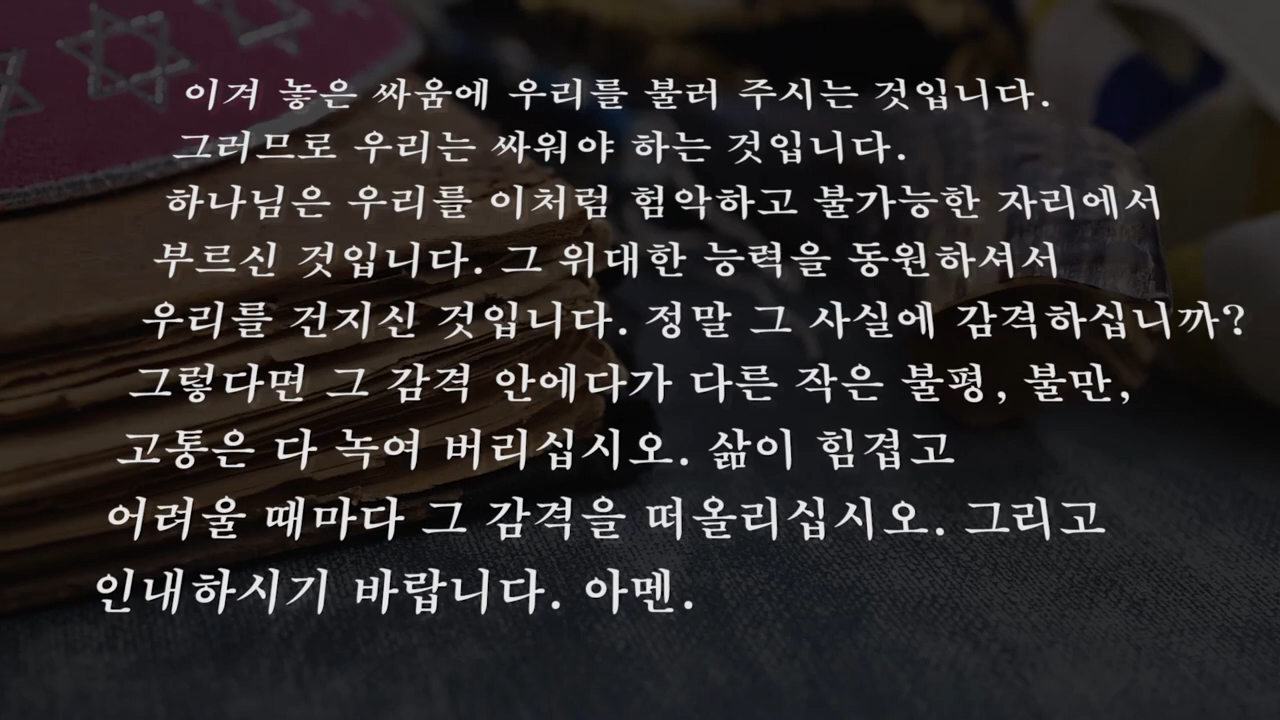 이겨 놓은 싸움에 우리를 불러 주시는 것입니다.
그러므로 우리는 싸워야 하는 것입니다.
하나님은 우리를 이처럼 험악하고 불가능한 자리에서
부르신 것입니다. 그 위대한 능력을 동원하셔서
우리를 건지신 것입니다. 정말 그 사실에 감격하십니까?
그렇다면 그 감격 안에다가 다른 작은 불평, 불만,
고통은 다 녹여 버리십시오. 삶이 힘겹고
어려울 때마다 그 감격을 떠올리십시오. 그리고
인내하시기 바랍니다. 아멘.